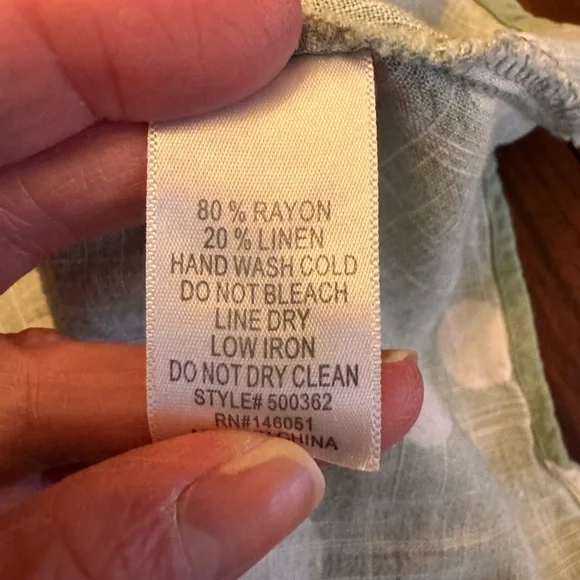 80 % RAYON
20 % LINEN
HAND WASH COLD
DO NOT BLEACH
LINE DRY
LOW IRON
DO NOT DRY CLEAN
STYLE# 500362
RN#146051
CHINA